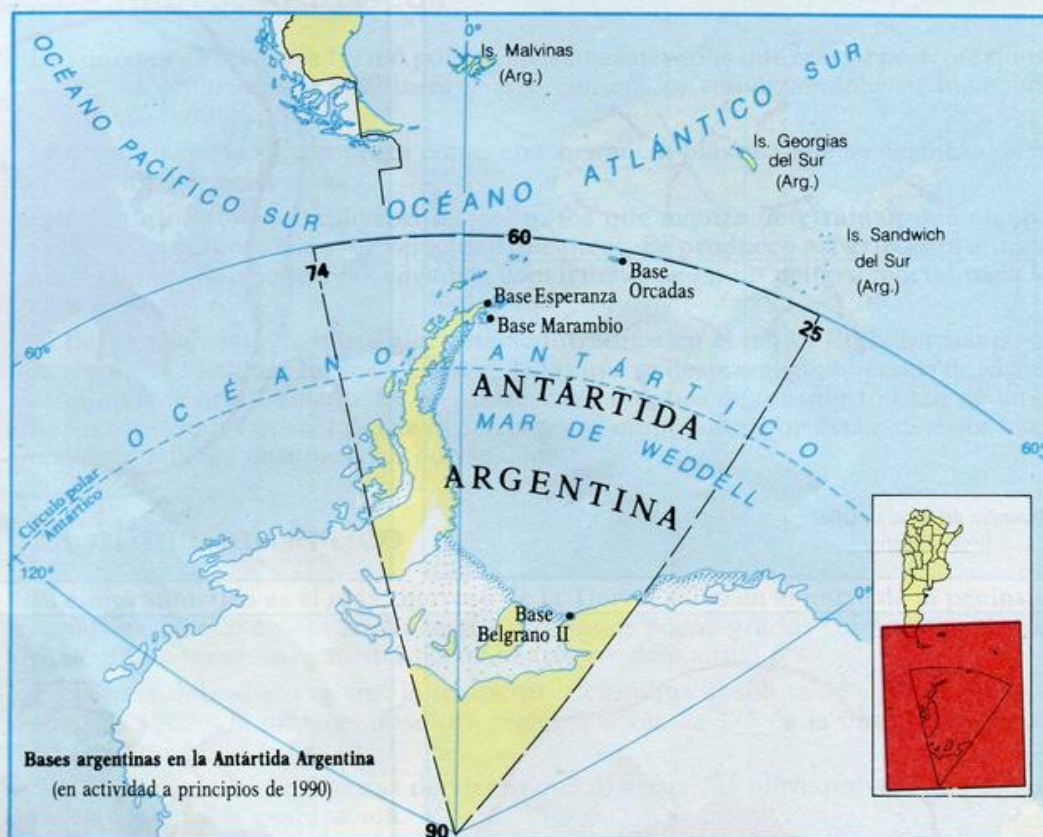 0°
Is. Malvinas
(Arg.)
OCÉANO PACÍFICO SUR
OCÉANO ATLÁNTICO SUR
Is. Georgias
del Sur
(Arg.)
Is. Sandwich
del Sur
(Arg.)
60
74
25
Base
Orcadas
Base Esperanza
Base Marambio
60°
60°
OCÉANO ANTÁRTICO
ANTÁRTIDA
MAR DE WEDDELL
ARGENTINA
Círculo polar
Antártico
120°
0°
Base
Belgrano II
Bases argentinas en la Antártida Argentina
(en actividad a principios de 1990)
90